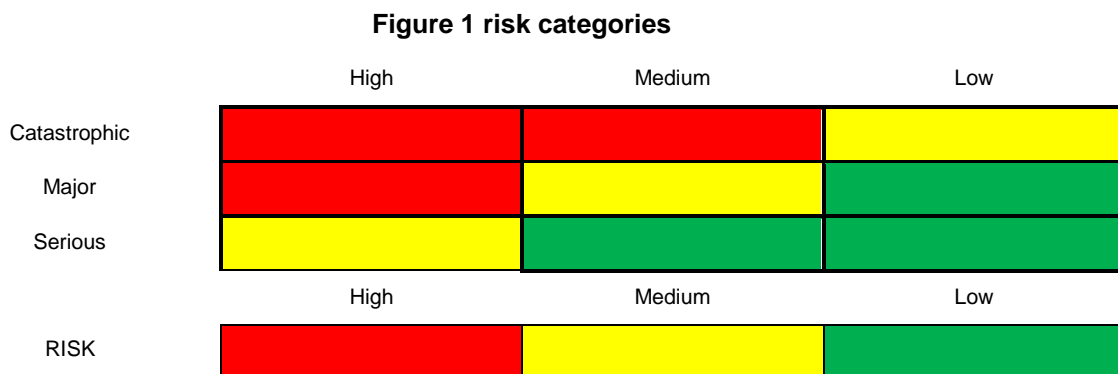 Figure 1 risk categories
High Medium Low
Catastrophic
Major
Serious
High Medium Low
RISK